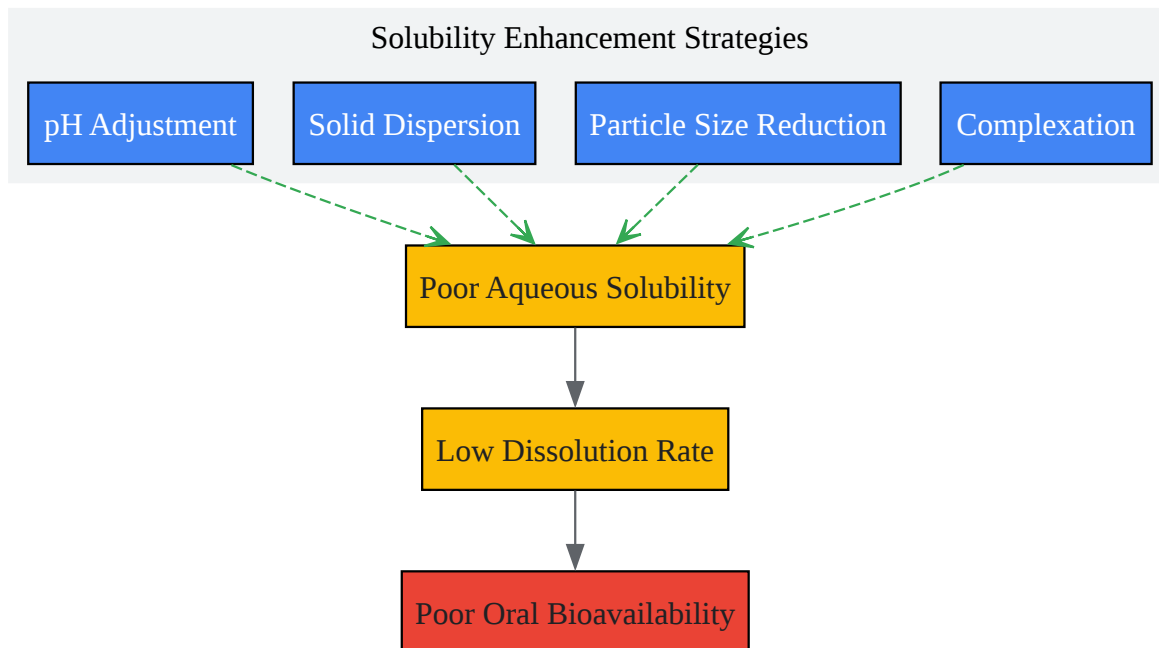 Solubility Enhancement Strategies
pH Adjustment
Solid Dispersion
Particle Size Reduction
Complexation
Poor Aqueous Solubility
Low Dissolution Rate
Poor Oral Bioavailability